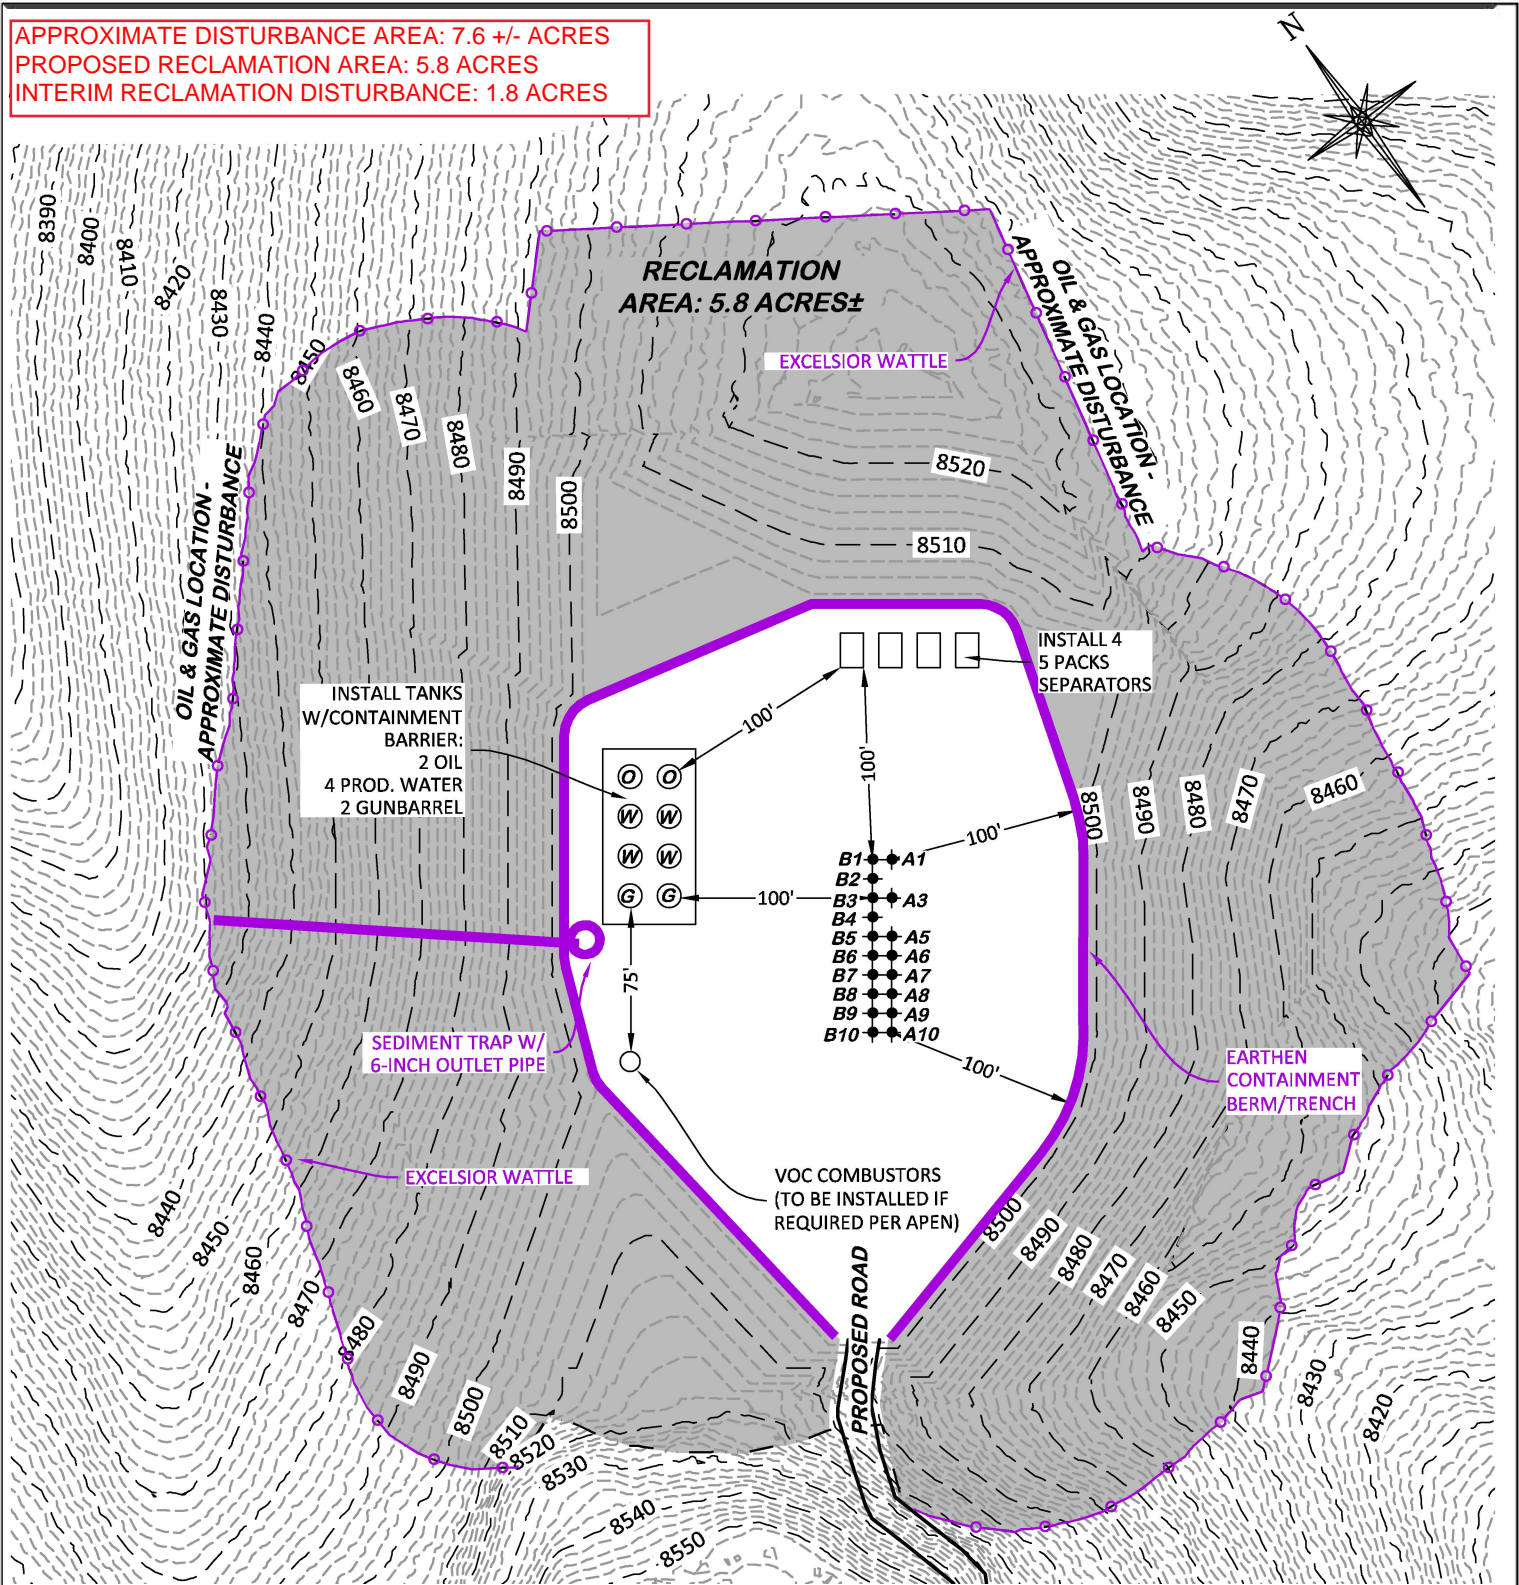 APPROXIMATE DISTURBANCE AREA: 7.6 +/- ACRES
PROPOSED RECLAMATION AREA: 5.8 ACRES
INTERIM RECLAMATION DISTURBANCE: 1.8 ACRES
N
8390
8400
8410
8420
8430
8440
8450
8460
8470
8480
8490
8500
RECLAMATION
AREA: 5.8 ACRES±
EXCELSIOR WATTLE
OIL & GAS LOCATION -
APPROXIMATE DISTURBANCE
8520
8510
OIL & GAS LOCATION -
APPROXIMATE DISTURBANCE
INSTALL 4
5 PACKS
SEPARATORS
INSTALL TANKS
W/CONTAINMENT
BARRIER:
2 OIL
4 PROD. WATER
2 GUNBARREL
100'
100'
O O
W W
W W
G G
100'
100'
75'
100'
B1 A1
B2
B3 A3
B4
B5 A5
B6 A6
B7 A7
B8 A8
B9 A9
B10 A10
8500
8490
8480
8470
8460
SEDIMENT TRAP W/
6-INCH OUTLET PIPE
EARTHEN
CONTAINMENT
BERM/TRENCH
EXCELSIOR WATTLE
VOC COMBUSTORS
(TO BE INSTALLED IF
REQUIRED PER APEN)
PROPOSED ROAD
8440
8450
8460
8470
8480
8490
8500
8510
8520
8530
8540
8550
8500
8490
8480
8470
8460
8450
8440
8430
8420